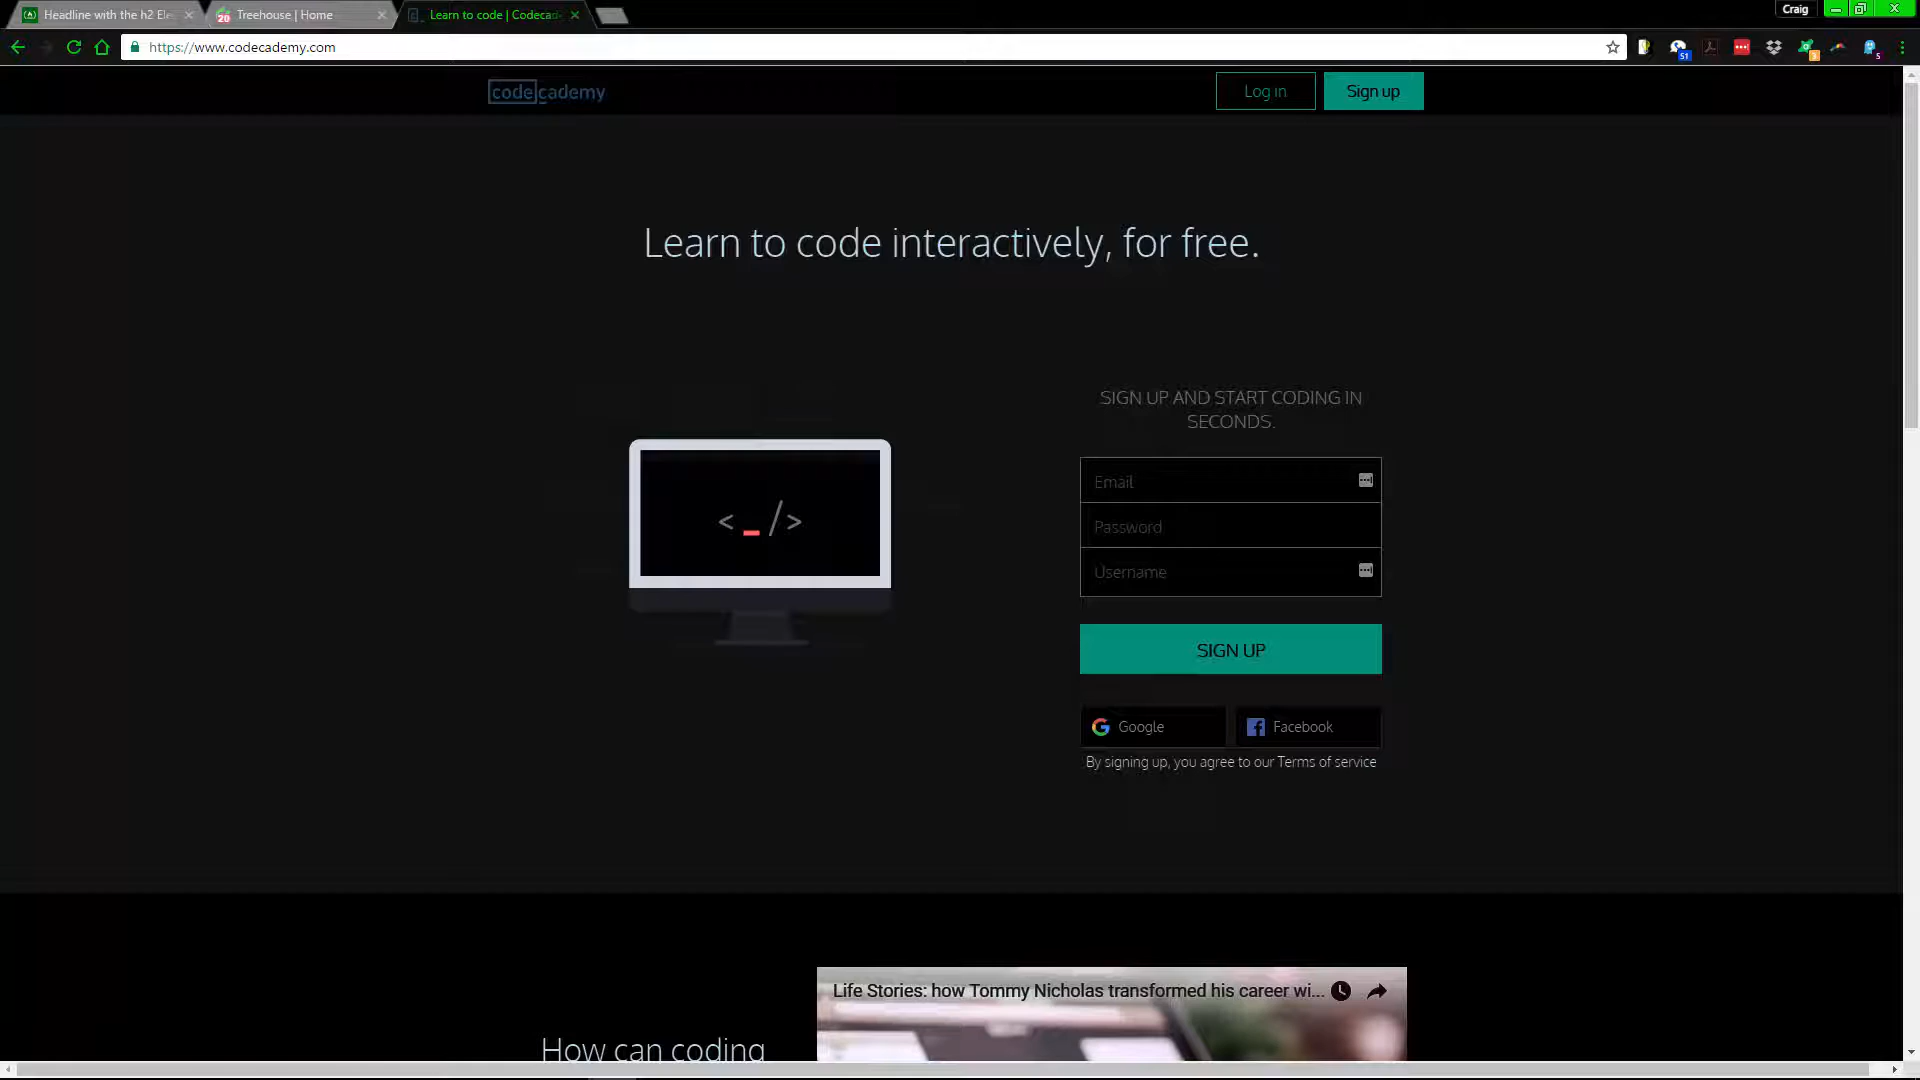 Headline with the h2 Ele
Treehouse | Home
Learn to code | Codecad
Craig
https://www.codecademy.com
51
3
5
codecademy
Log in
Sign up
Learn to code interactively, for free.
SIGN UP AND START CODING IN
SECONDS.
Email
Password
Username
SIGN UP
< _ />
Google
Facebook
By signing up, you agree to our Terms of service
Life Stories: how Tommy Nicholas transformed his career wi...
How can coding